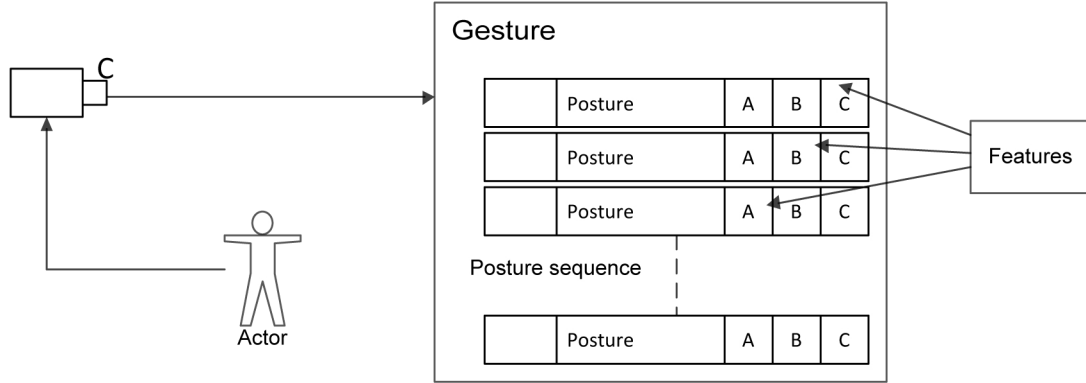 Gesture
C
Posture A B C
Posture A B C
Features
Posture A B C
Posture sequence
Actor
Posture A B C